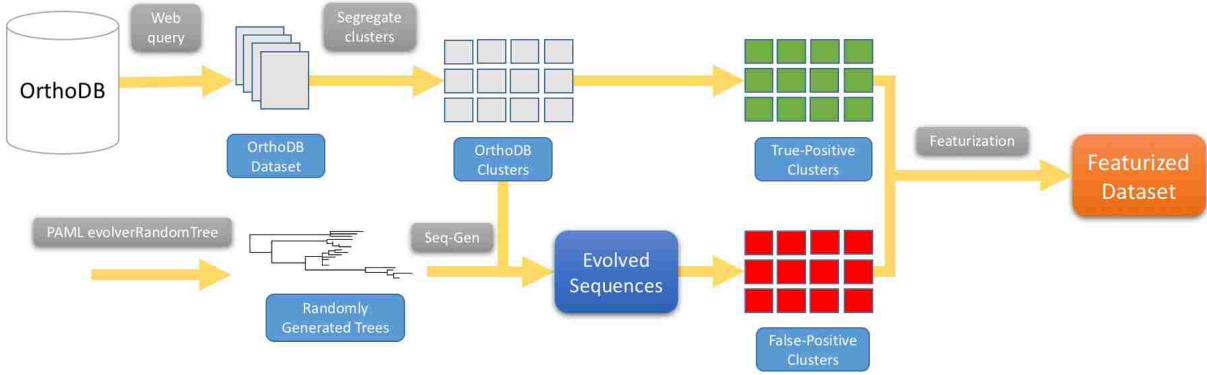 Web
query
Segregate
clusters
OrthoDB
OrthoDB
Dataset
OrthoDB
Clusters
True-Positive
Clusters
Featurization
Featurized
Dataset
PAML evolverRandomTree
Seq-Gen
Evolved
Sequences
Randomly
Generated Trees
False-Positive
Clusters